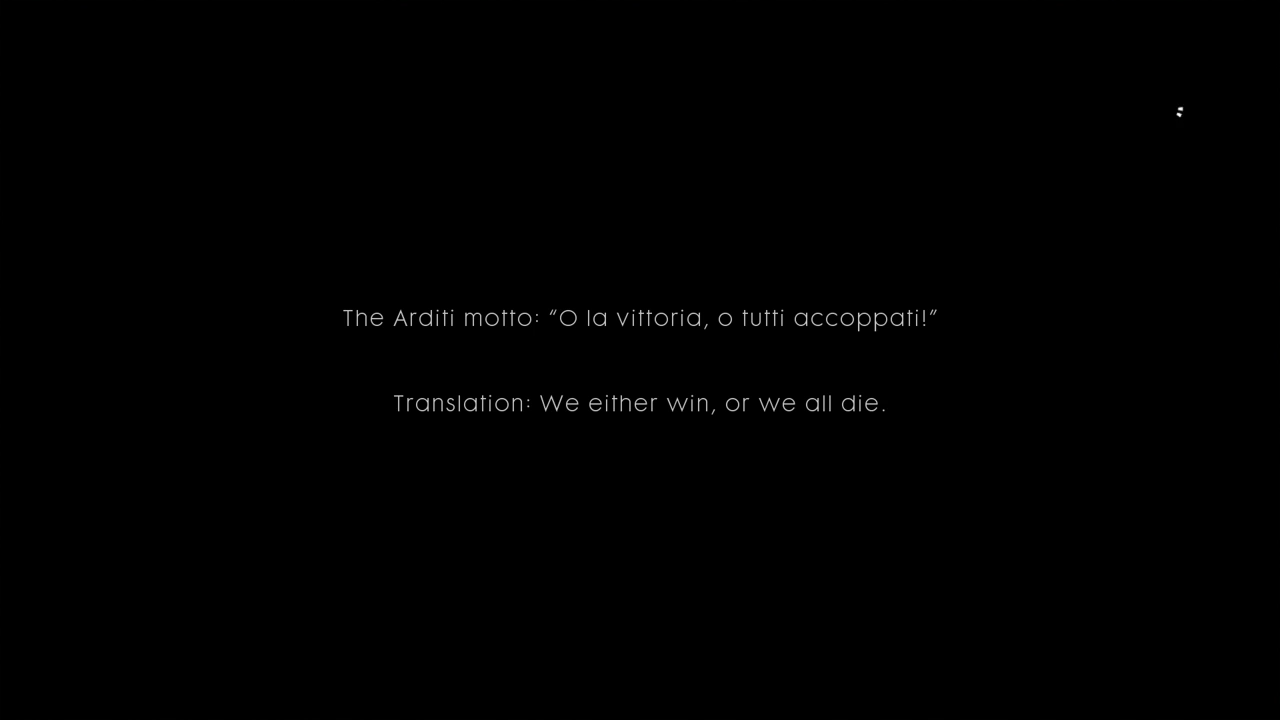 The Arditi motto: “O la vittoria, o tutti accoppati!”
Translation: We either win, or we all die.